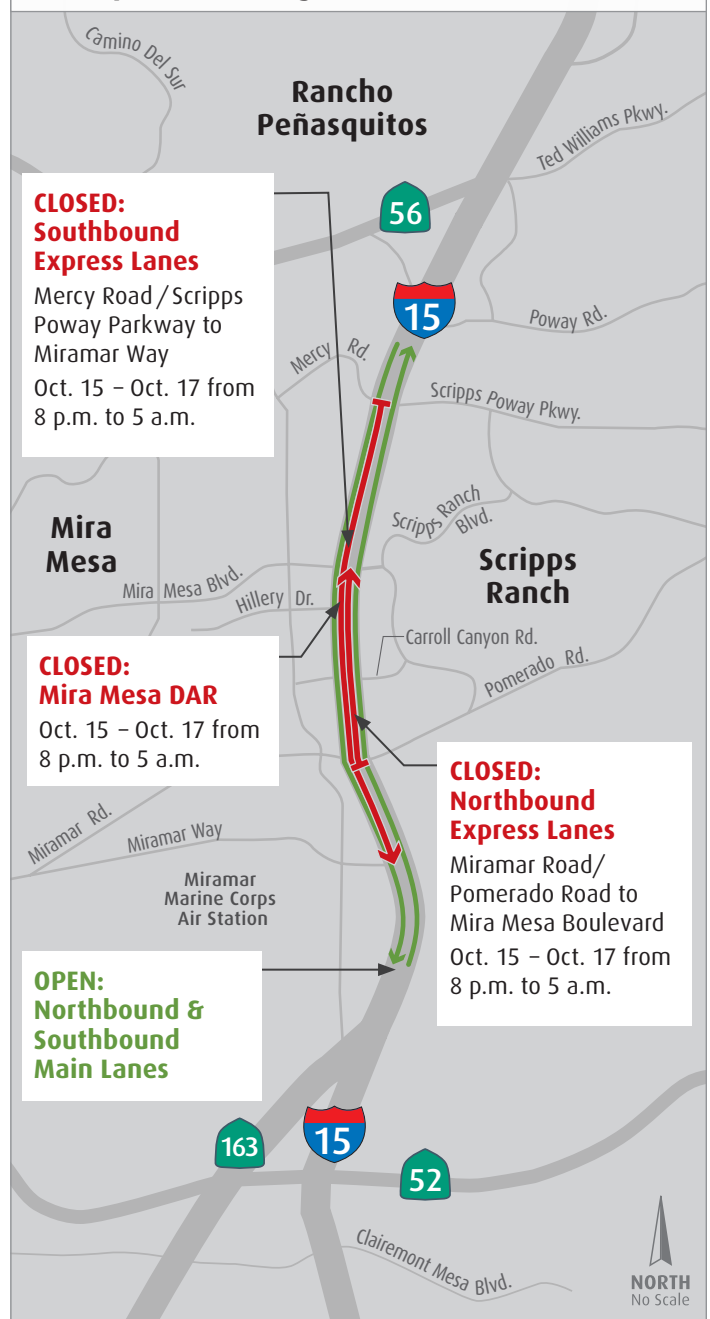 Camino Del Sur
Rancho
Peñasquitos
Ted Williams Pkwy.
56
CLOSED:
Southbound
Express Lanes
Mercy Road / Scripps
Poway Parkway to
Miramar Way
Oct. 15 – Oct. 17 from
8 p.m. to 5 a.m.
15
Poway Rd.
Mercy Rd.
Scripps Poway Pkwy.
Scripps Ranch
Blvd.
Mira
Mesa
Scripps
Ranch
Mira Mesa Blvd.
Hillery Dr.
Carroll Canyon Rd.
Pomerado Rd.
CLOSED:
Mira Mesa DAR
Oct. 15 – Oct. 17 from
8 p.m. to 5 a.m.
CLOSED:
Northbound
Express Lanes
Miramar Road/
Pomerado Road to
Mira Mesa Boulevard
Oct. 15 – Oct. 17 from
8 p.m. to 5 a.m.
Miramar Rd.
Miramar Way
Miramar
Marine Corps
Air Station
OPEN:
Northbound &
Southbound
Main Lanes
163
15
52
Clairemont Mesa Blvd.
NORTH
No Scale